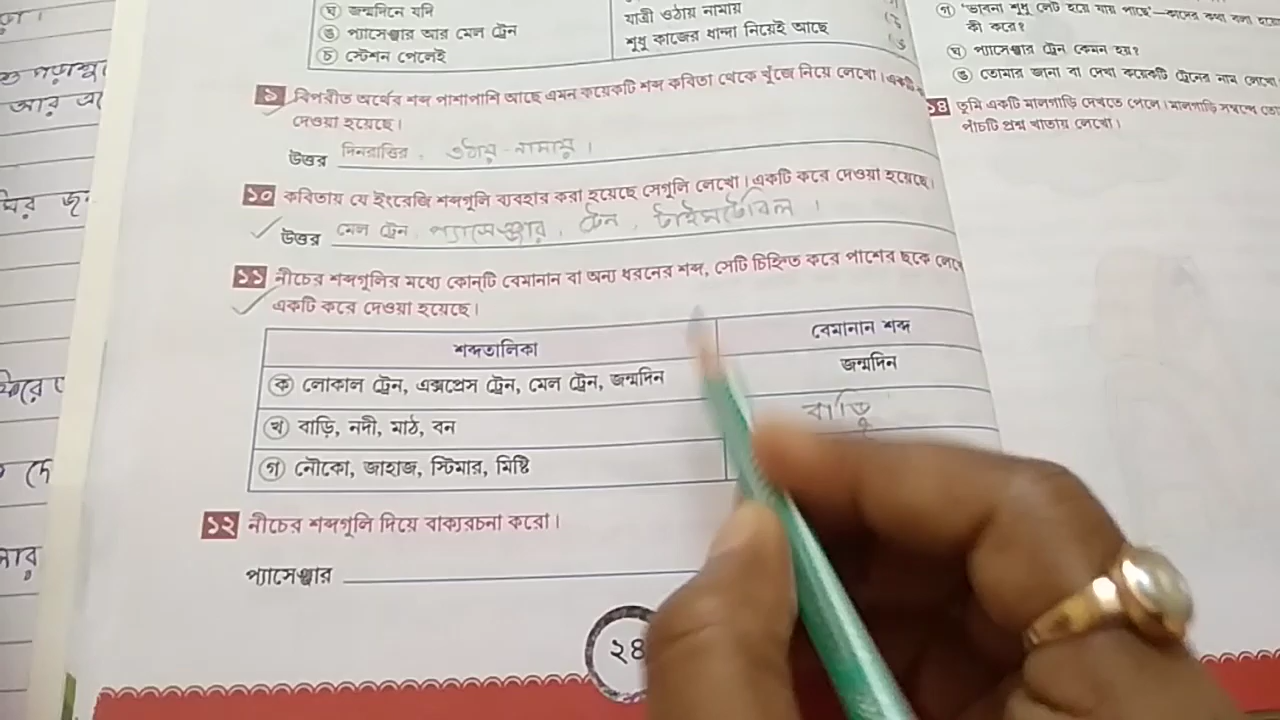 ঘ জন্মদিনে যদি
ঙ প্যাসেঞ্জার আর মেল ট্রেন
চ স্টেশন পেলেই
যাত্রী ওঠায় নামায়
শুধু কাজের ধান্দা নিয়েই আছে
৯ বিপরীত অর্থের শব্দ পাশাপাশি আছে এমন কয়েকটি শব্দ কবিতা থেকে খুঁজে নিয়ে লেখো। একটি
দেওয়া হয়েছে।
উত্তর দিনরাত্তির, ওঠায়-নামায়।
১০ কবিতায় যে ইংরেজি শব্দগুলি ব্যবহার করা হয়েছে সেগুলি লেখো। একটি করে দেওয়া হয়েছে।
উত্তর মেল ট্রেন, প্যাসেঞ্জার, ট্রেন, টাইমটেবিল।
১১ নীচের শব্দগুলির মধ্যে কোন্‌টি বেমানান বা অন্য ধরনের শব্দ, সেটি চিহ্নিত করে পাশের ছকে লেখো
একটি করে দেওয়া হয়েছে।
শব্দতালিকা বেমানান শব্দ
ক লোকাল ট্রেন, এক্সপ্রেস ট্রেন, মেল ট্রেন, জন্মদিন জন্মদিন
খ বাড়ি, নদী, মাঠ, বন বাড়ি
গ নৌকো, জাহাজ, স্টিমার, মিষ্টি
১২ নীচের শব্দগুলি দিয়ে বাক্যরচনা করো।
প্যাসেঞ্জার
২৪
গ 'ভাবনা শুধু লেট হয়ে যায় পাছে'—কাদের কথা বলা হয়েছে
কী করে?
ঘ প্যাসেঞ্জার ট্রেন কেমন হয়?
ঙ তোমার জানা বা দেখা কয়েকটি ট্রেনের নাম লেখো
১৪ তুমি একটি মালগাড়ি দেখতে পেলে। মালগাড়ি সম্বন্ধে
পাঁচটি প্রশ্ন খাতায় লেখো।